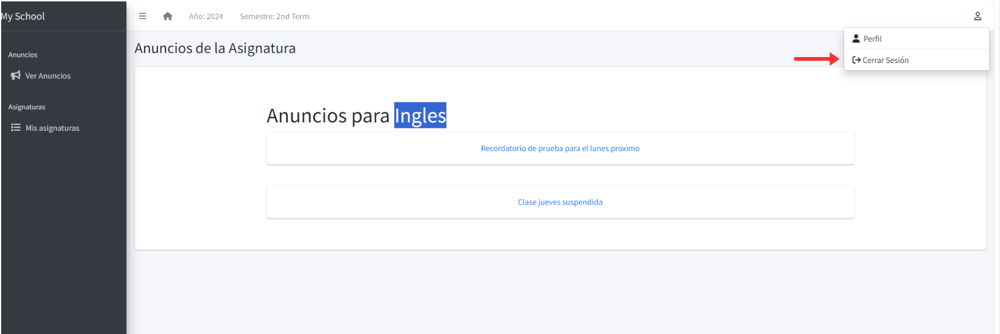 My School
Año: 2024
Semestre: 2nd Term
Perfil
Cerrar Sesión
Anuncios
Ver Anuncios
Asignaturas
Mis asignaturas
Anuncios de la Asignatura
Anuncios para Ingles
Recordatorio de prueba para el lunes proximo
Clase jueves suspendida